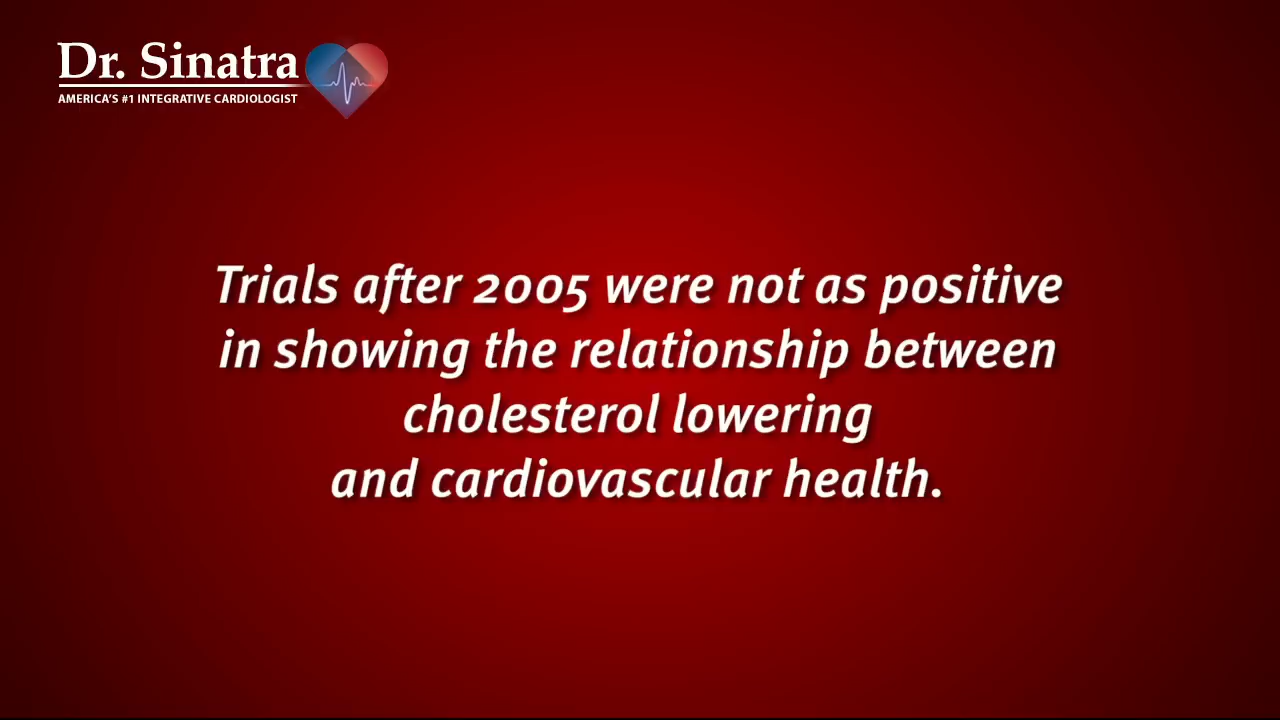 Dr. Sinatra
AMERICA'S #1 INTEGRATIVE CARDIOLOGIST
Trials after 2005 were not as positive
in showing the relationship between
cholesterol lowering
and cardiovascular health.